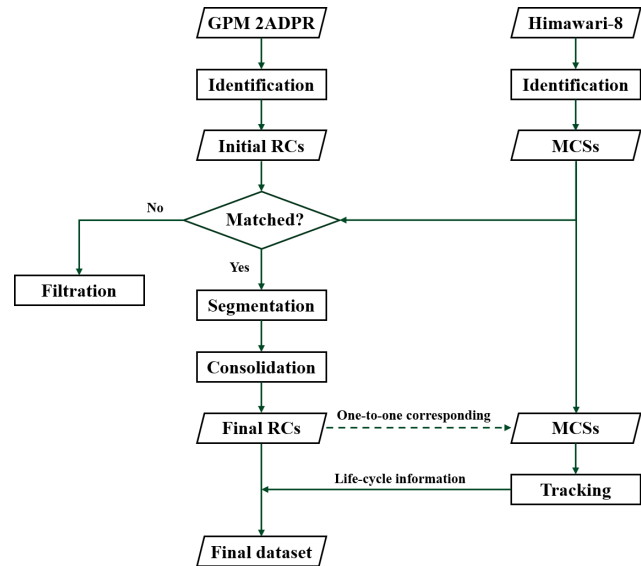 GPM 2ADPR
Himawari-8
Identification
Identification
Initial RCs
MCSs
No
Matched?
Yes
Filtration
Segmentation
Consolidation
Final RCs
One-to-one corresponding
MCSs
Life-cycle information
Tracking
Final dataset